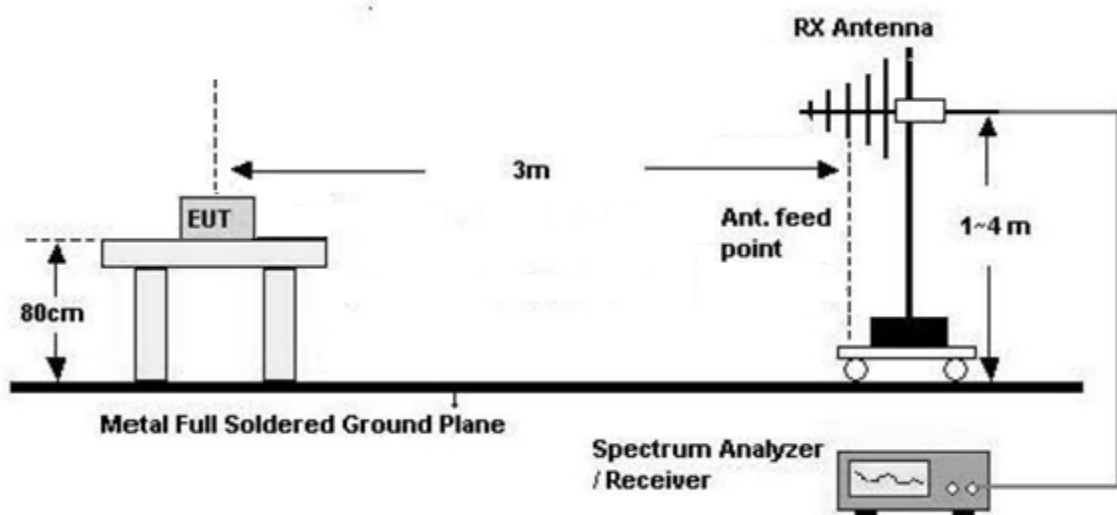 RX Antenna
3m
EUT
Ant. feed
point
1~4 m
80cm
Metal Full Soldered Ground Plane
Spectrum Analyzer
/ Receiver